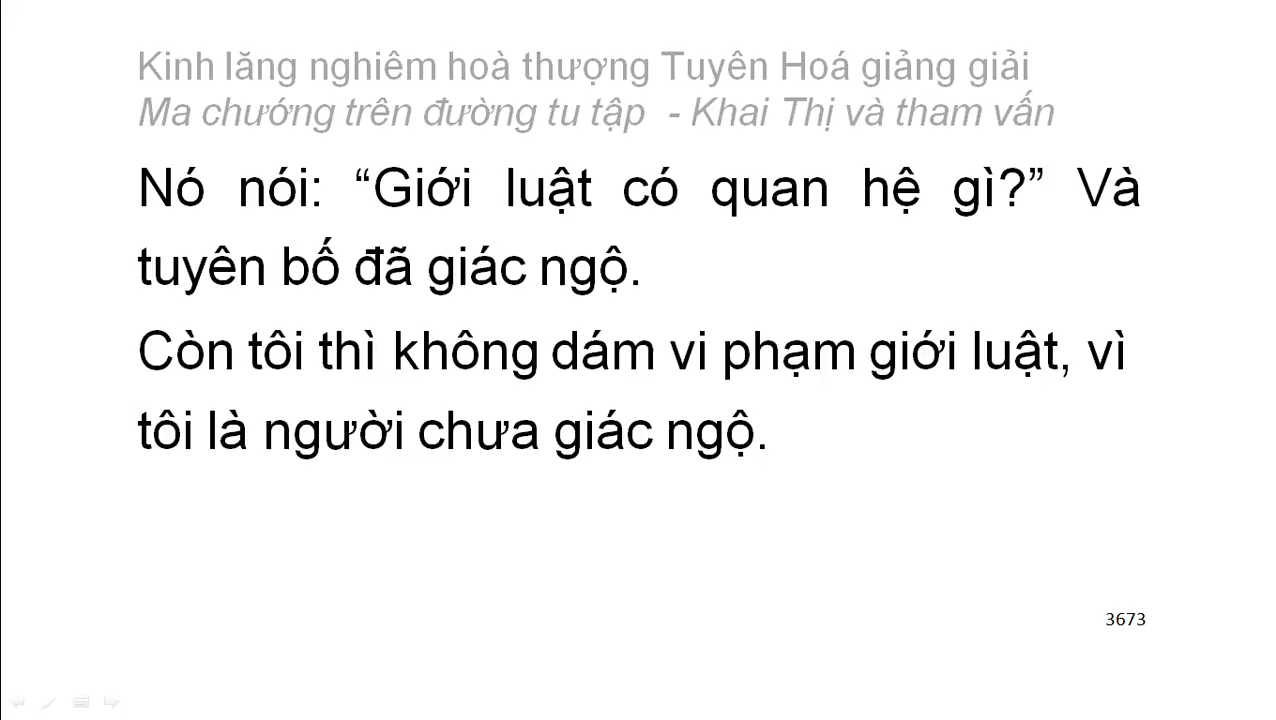 Kinh lăng nghiêm hoà thượng Tuyên Hoá giảng giải
Ma chướng trên đường tu tập - Khai Thị và tham vấn
Nó nói: “Giới luật có quan hệ gì?” Và
tuyên bố đã giác ngộ.
Còn tôi thì không dám vi phạm giới luật, vì
tôi là người chưa giác ngộ.
3673